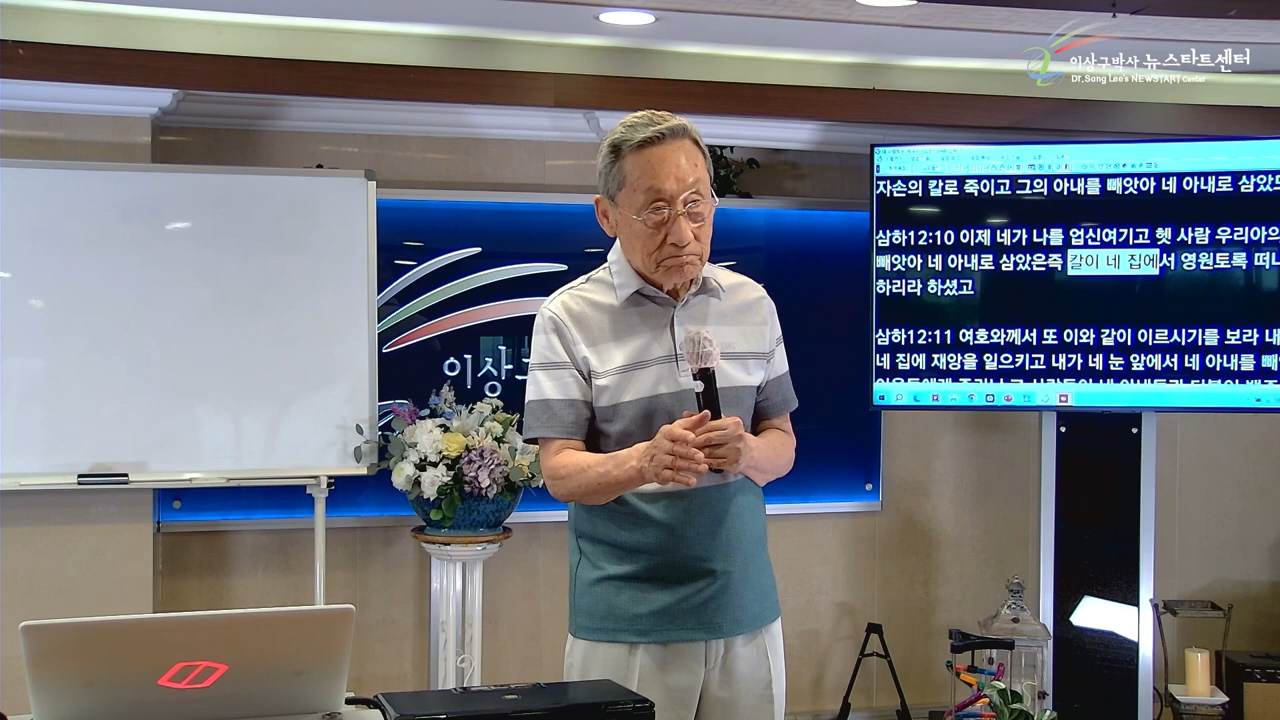 이상구박사 뉴스타트센터
Dr.Sang Lee's NEWSTART Center
자손의 칼로 죽이고 그의 아내를 빼앗아 네 아내로 삼았
삼하12:10 이제 네가 나를 업신여기고 헷 사람 우리아의
빼앗아 네 아내로 삼았은즉 칼이 네 집에서 영원토록 떠나
하리라 하셨고
삼하12:11 여호와께서 또 이와 같이 이르시기를 보라 내
네 집에 재앙을 일으키고 내가 네 눈 앞에서 네 아내를
이상